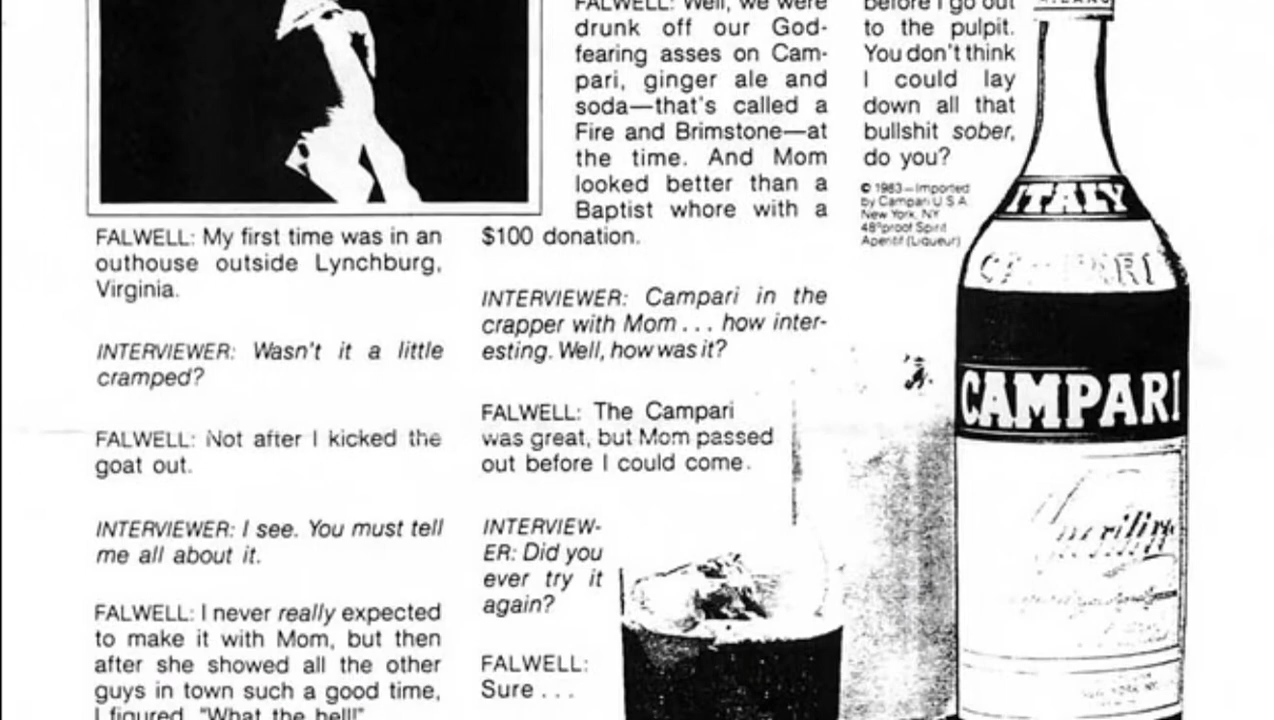 FALWELL: My first time was in an
outhouse outside Lynchburg,
Virginia.
INTERVIEWER: Wasn't it a little
cramped?
FALWELL: Not after I kicked the
goat out.
INTERVIEWER: I see. You must tell
me all about it.
FALWELL: I never really expected
to make it with Mom, but then
after she showed all the other
guys in town such a good time,
I figured, "What the hell!"
FALWELL: Well, we were
drunk off our God-
fearing asses on Cam-
pari, ginger ale and
soda—that's called a
Fire and Brimstone—at
the time. And Mom
looked better than a
Baptist whore with a
$100 donation.
INTERVIEWER: Campari in the
crapper with Mom . . . how inter-
esting. Well, how was it?
FALWELL: The Campari
was great, but Mom passed
out before I could come.
INTERVIEW-
ER: Did you
ever try it
again?
FALWELL:
Sure . . .
before I go out
to the pulpit.
You don't think
I could lay
down all that
bullshit sober,
do you?
© 1983—Imported
by Campari U S A
New York, NY
48°proof Spirit
Aperitif (Liqueur)
ITALY
CAMPARI
CAMPARI